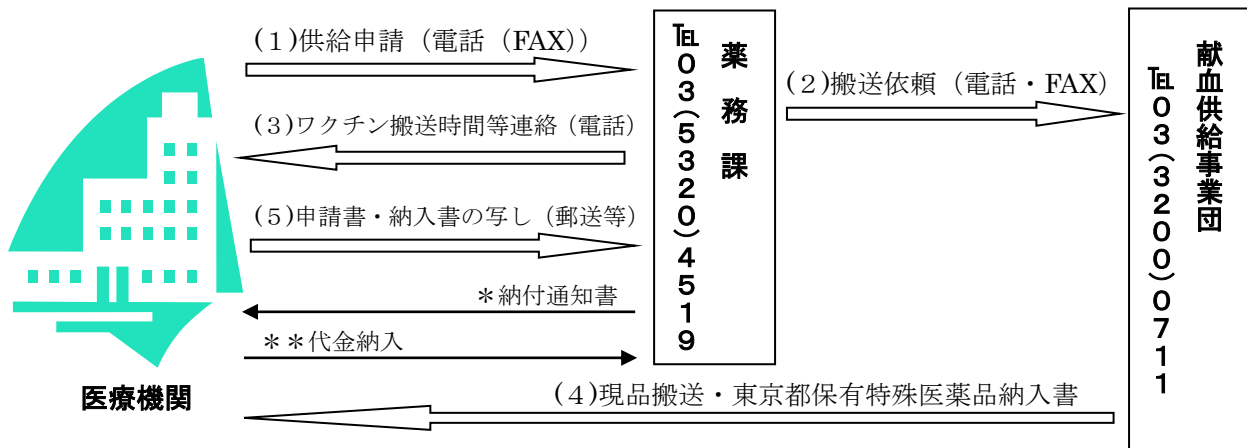 (1)供給申請（電話（FAX））
(2)搬送依頼（電話・FAX）
(3)ワクチン搬送時間等連絡（電話）
(5)申請書・納入書の写し（郵送等）
＊納付通知書
＊＊代金納入
(4)現品搬送・東京都保有特殊医薬品納入書
医療機関
薬務課
℡０３(５３２０)４５１９
献血供給事業団
℡０３(３２００)０７１１